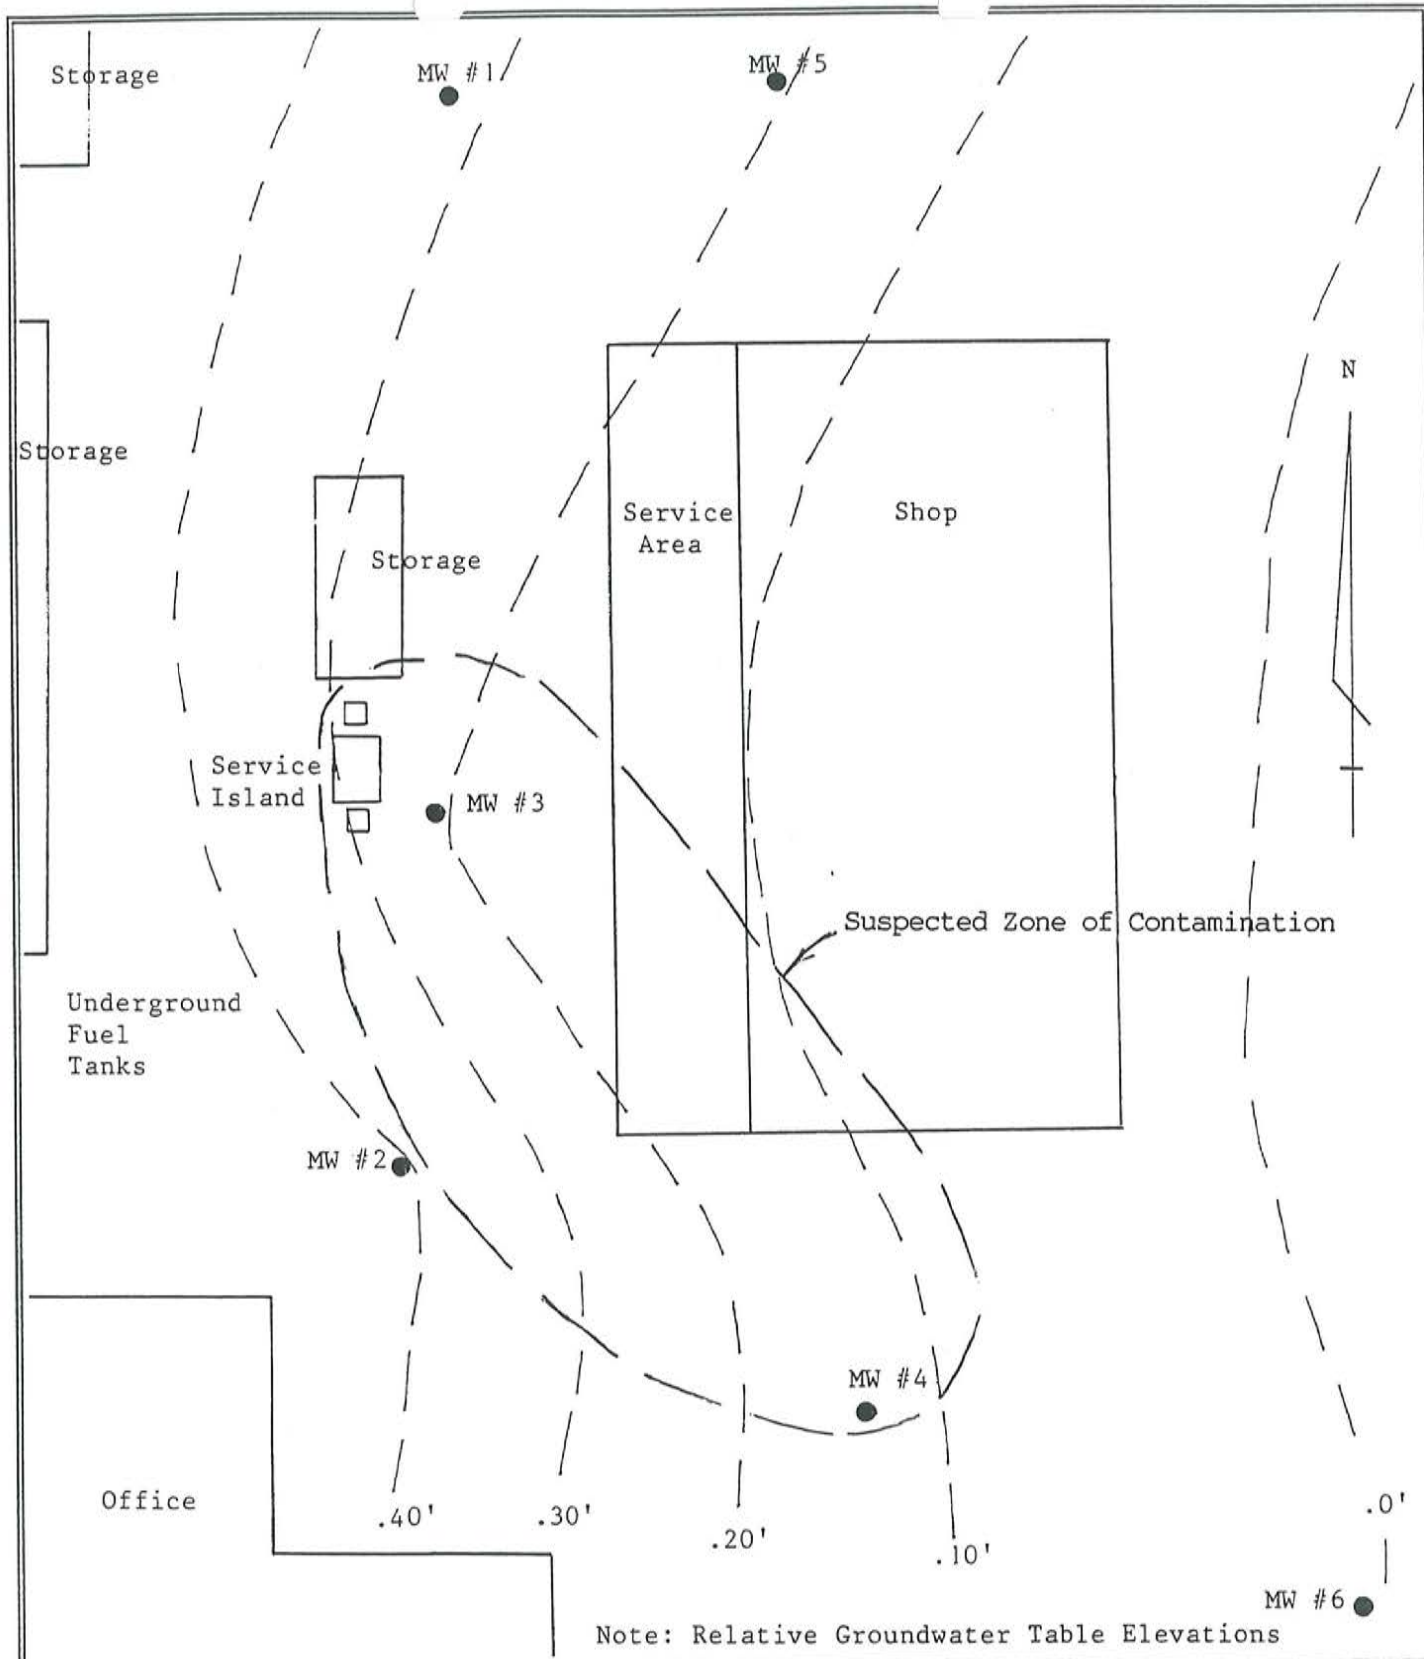 Storage
MW #1
MW #5
N
Storage
Service
Area
Shop
Storage
Service
Island
MW #3
Suspected Zone of Contamination
Underground
Fuel
Tanks
MW #2
MW #4
Office
.40'
.30'
.20'
.10'
.0'
MW #6
Note: Relative Groundwater Table Elevations